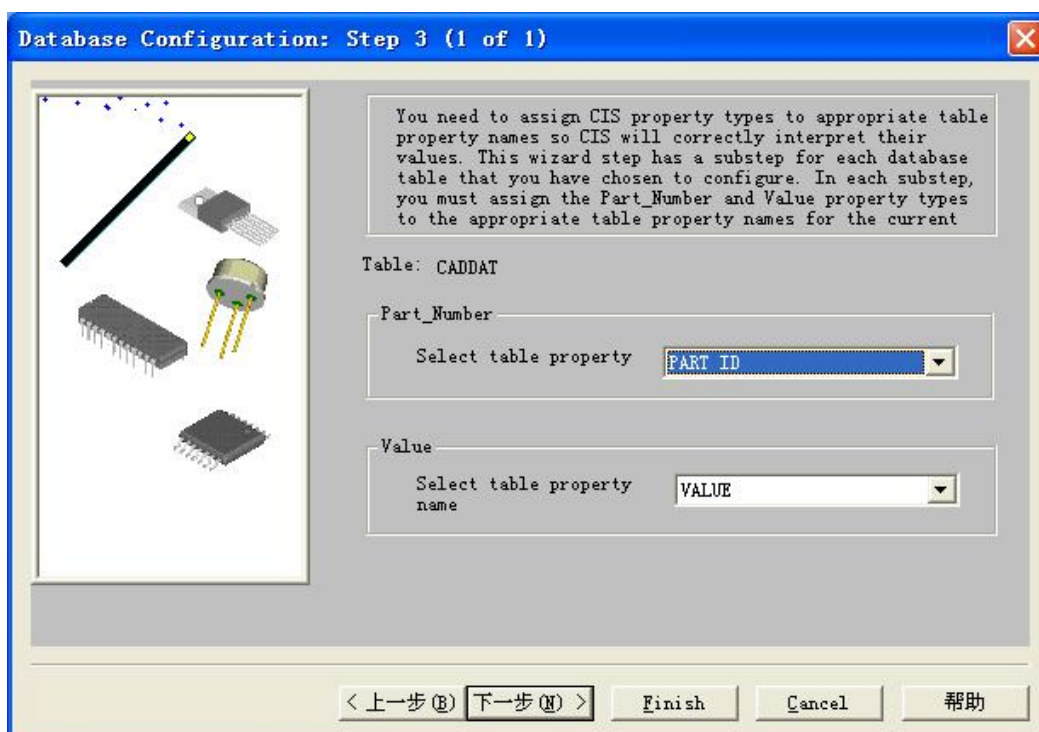 Database Configuration: Step 3 (1 of 1)
You need to assign CIS property types to appropriate table
property names so CIS will correctly interpret their
values. This wizard step has a substep for each database
table that you have chosen to configure. In each substep,
you must assign the Part_Number and Value property types
to the appropriate table property names for the current
Table: CADDAT
Part_Number
Select table property
PART ID
Value
Select table property
name
VALUE
< 上一步(B) 下一步(N) > Finish Cancel 帮助